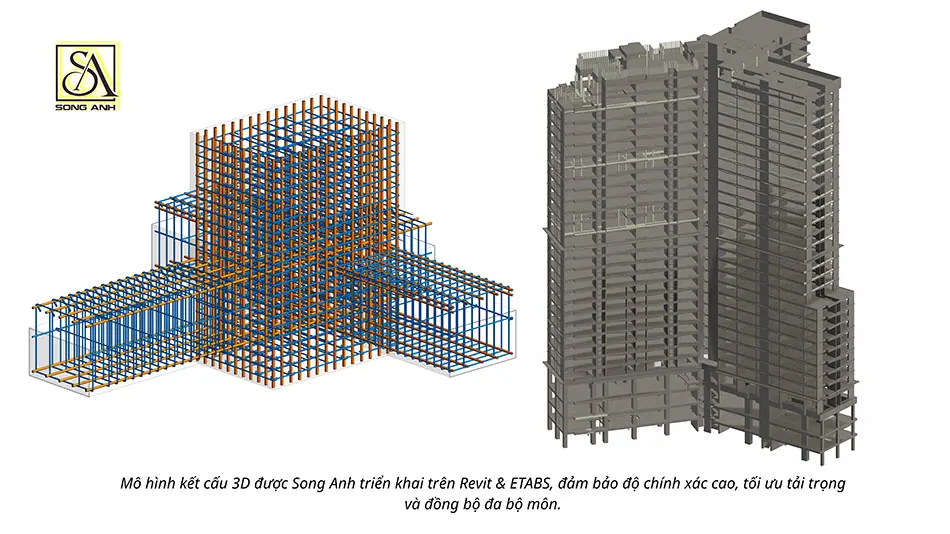 SA
SONG ANH
Mô hình kết cấu 3D được Song Anh triển khai trên Revit & ETABS, đảm bảo độ chính xác cao, tối ưu tải trọng
và đồng bộ đa bộ môn.